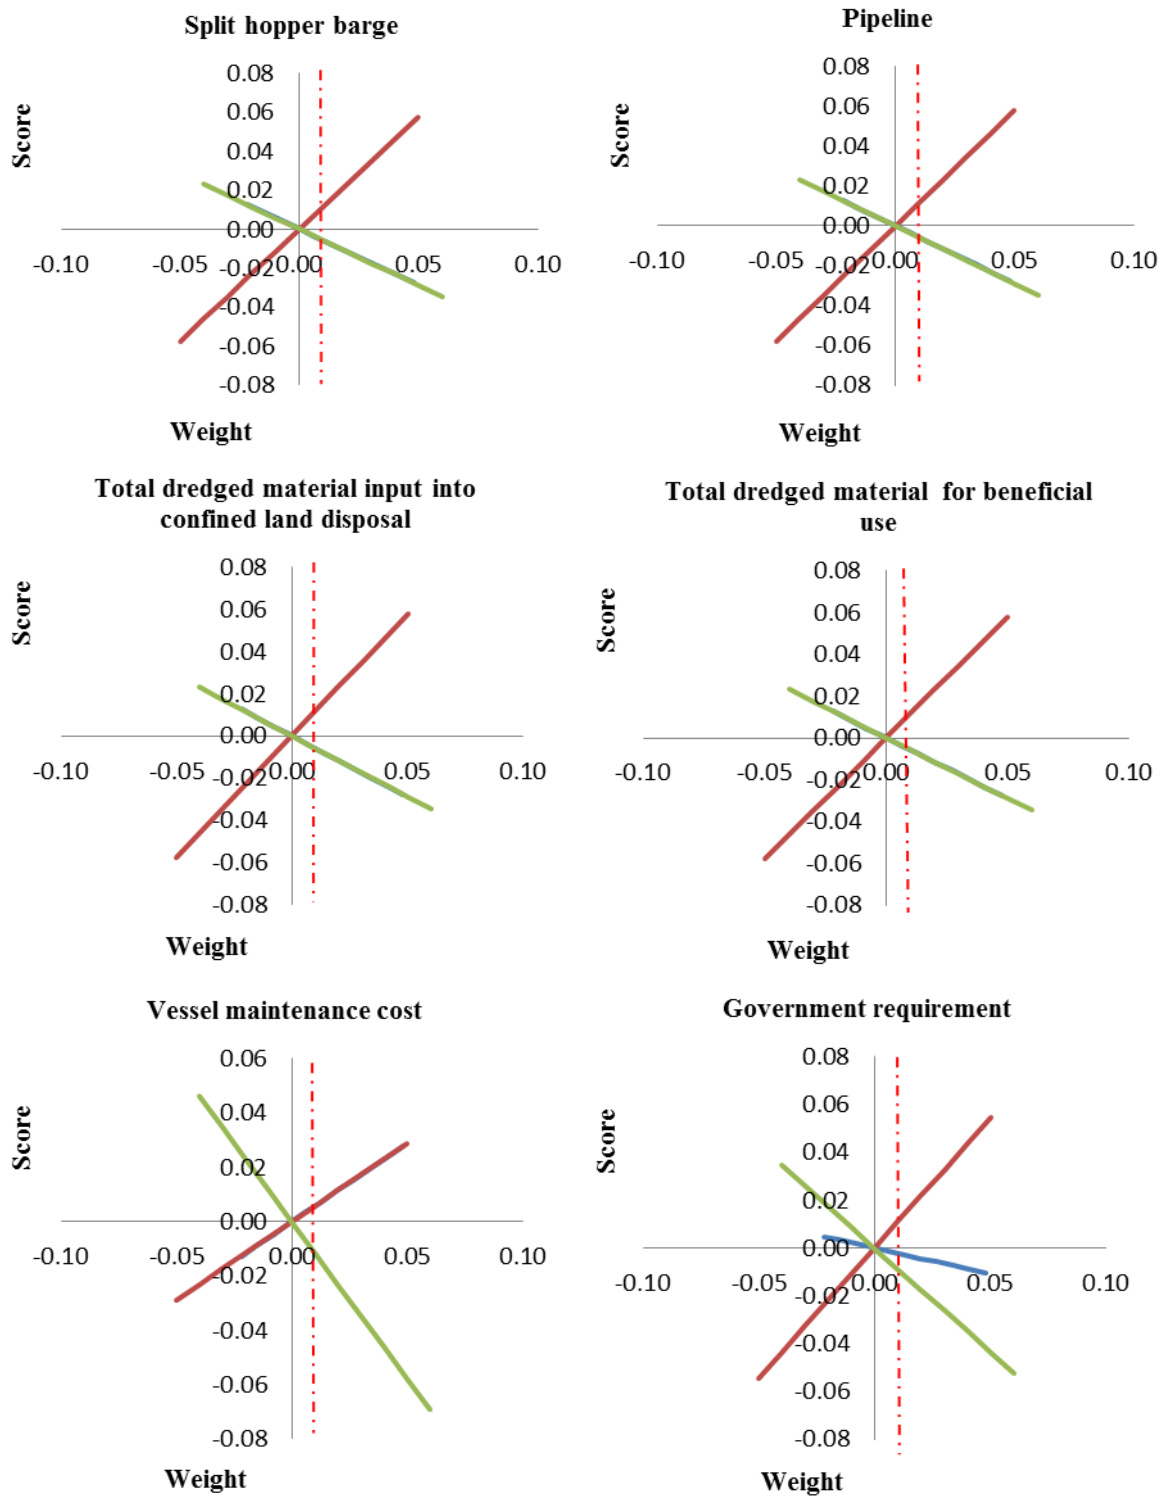 Split hopper barge
Score
0.08
0.06
0.04
0.02
0.00
-0.10 -0.05 0.00 0.05 0.10
-0.02
-0.04
-0.06
-0.08
Weight
Pipeline
Score
0.08
0.06
0.04
0.02
0.00
-0.10 -0.05 0.00 0.05 0.10
-0.02
-0.04
-0.06
-0.08
Weight
Total dredged material input into
confined land disposal
Score
0.08
0.06
0.04
0.02
0.00
-0.10 -0.05 0.00 0.05 0.10
-0.02
-0.04
-0.06
-0.08
Weight
Total dredged material for beneficial
use
Score
0.08
0.06
0.04
0.02
0.00
-0.10 -0.05 0.00 0.05 0.10
-0.02
-0.04
-0.06
-0.08
Weight
Vessel maintenance cost
Score
0.06
0.04
0.02
0.00
-0.10 -0.05 0.00 0.05 0.10
-0.02
-0.04
-0.06
-0.08
Weight
Government requirement
Score
0.08
0.06
0.04
0.02
0.00
-0.10 -0.05 0.00 0.05 0.10
-0.02
-0.04
-0.06
-0.08
Weight